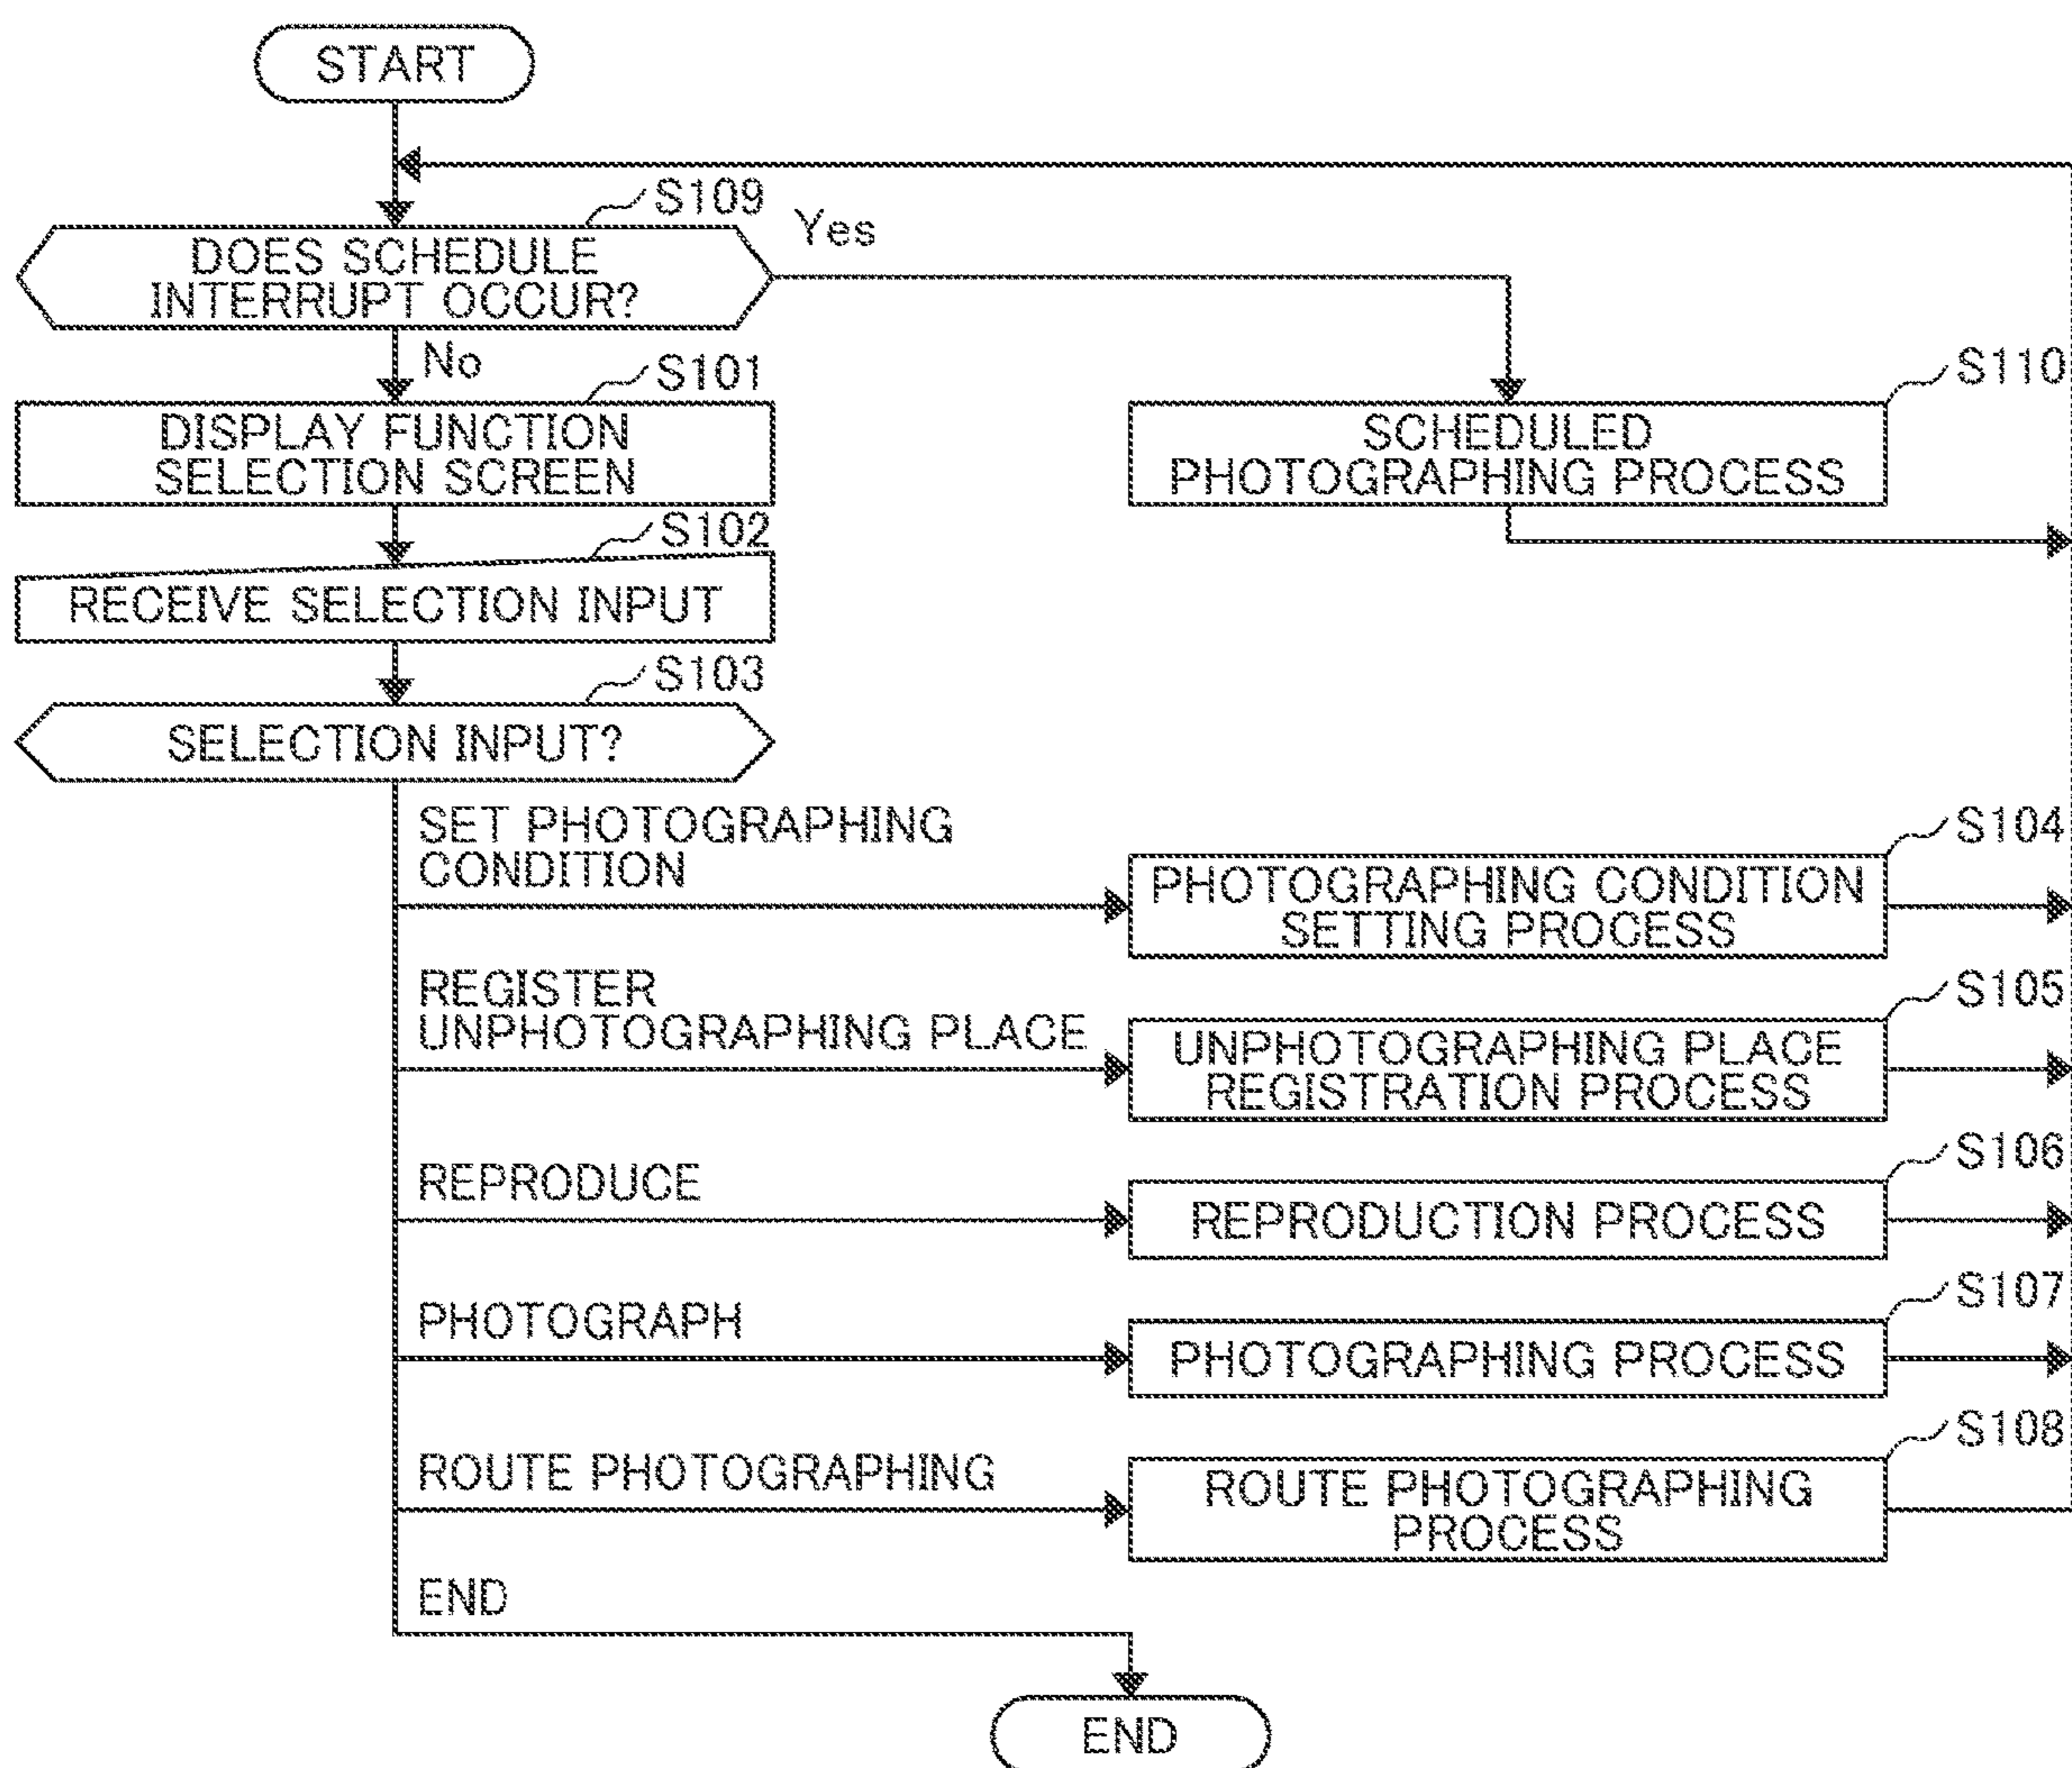 START
S109
DOES SCHEDULE
INTERRUPT OCCUR?
Yes
No
S101
DISPLAY FUNCTION
SELECTION SCREEN
S110
SCHEDULED
PHOTOGRAPHING PROCESS
S102
RECEIVE SELECTION INPUT
S103
SELECTION INPUT?
SET PHOTOGRAPHING
CONDITION
S104
PHOTOGRAPHING CONDITION
SETTING PROCESS
REGISTER
UNPHOTOGRAPHING PLACE
S105
UNPHOTOGRAPHING PLACE
REGISTRATION PROCESS
REPRODUCE
S106
REPRODUCTION PROCESS
PHOTOGRAPH
S107
PHOTOGRAPHING PROCESS
ROUTE PHOTOGRAPHING
S108
ROUTE PHOTOGRAPHING
PROCESS
END
END